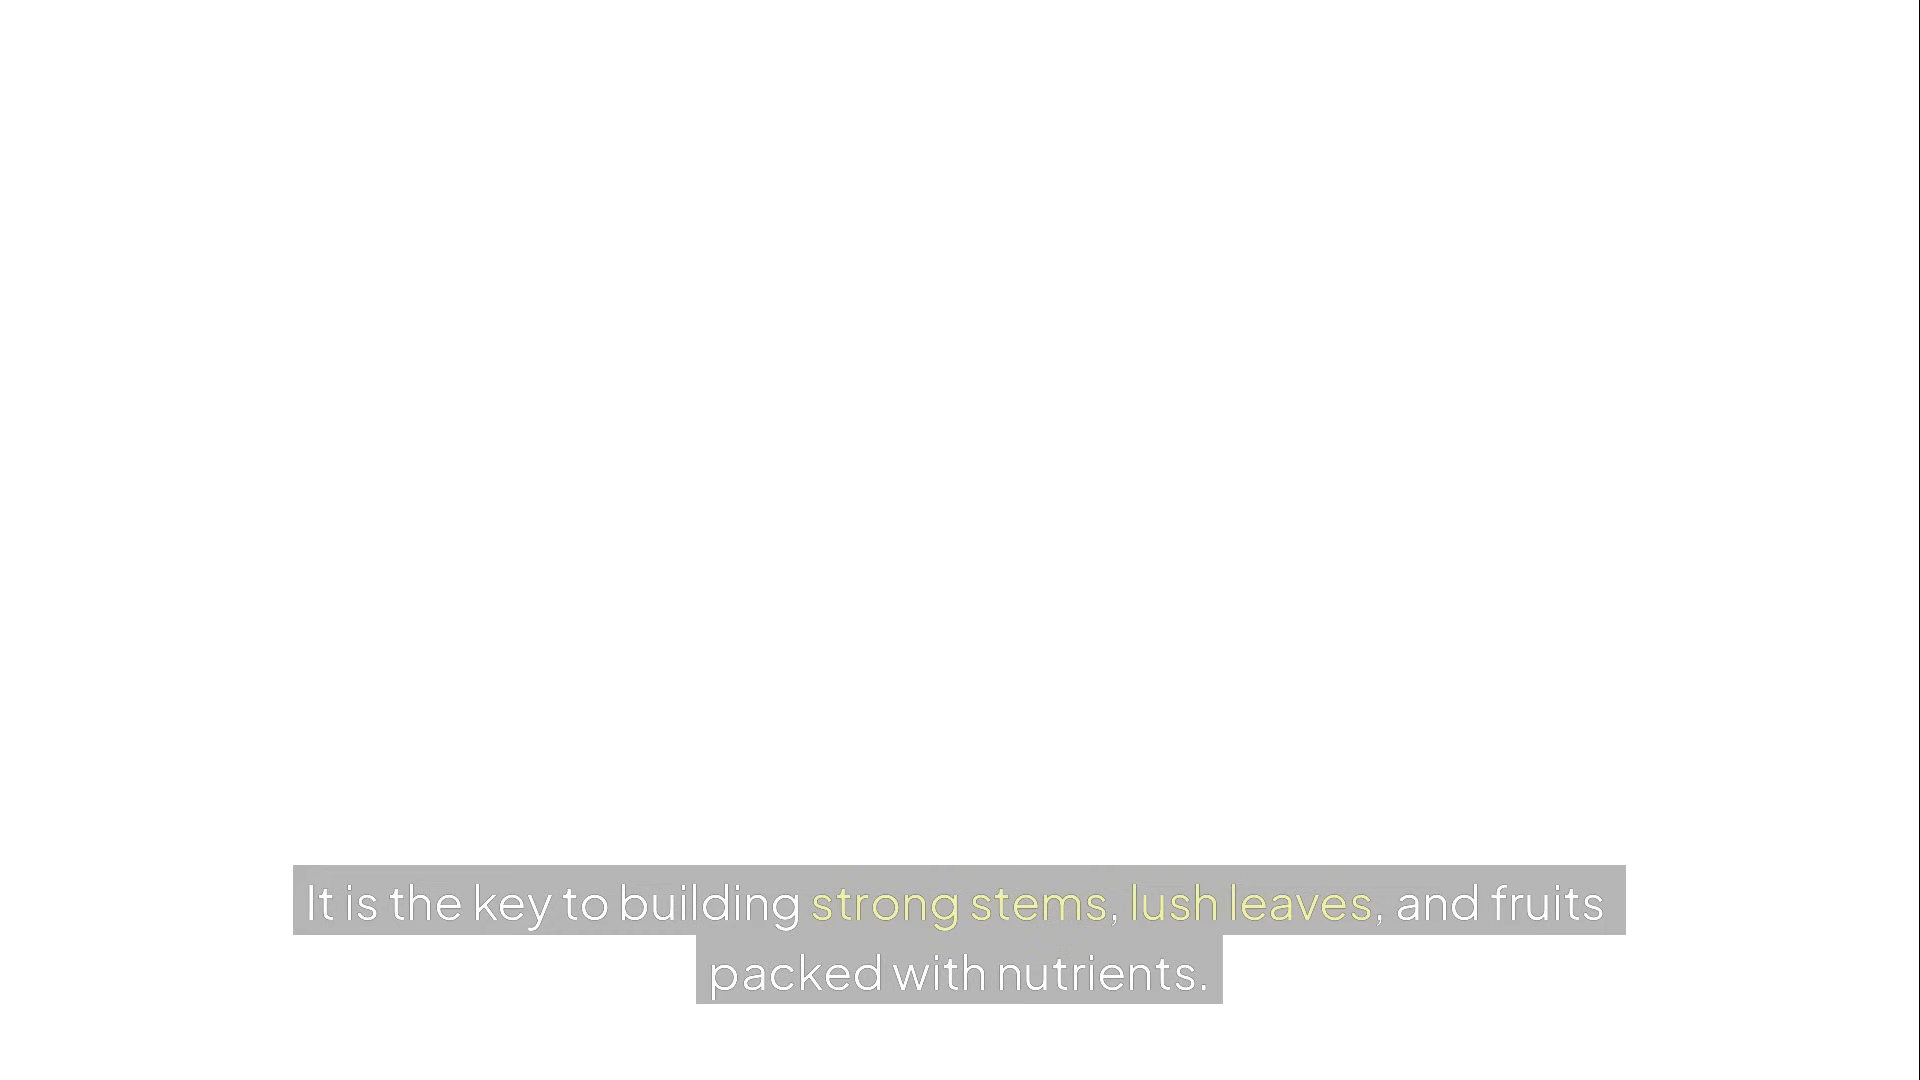 It is the key to building strong stems, lush leaves, and fruits
packed with nutrients.